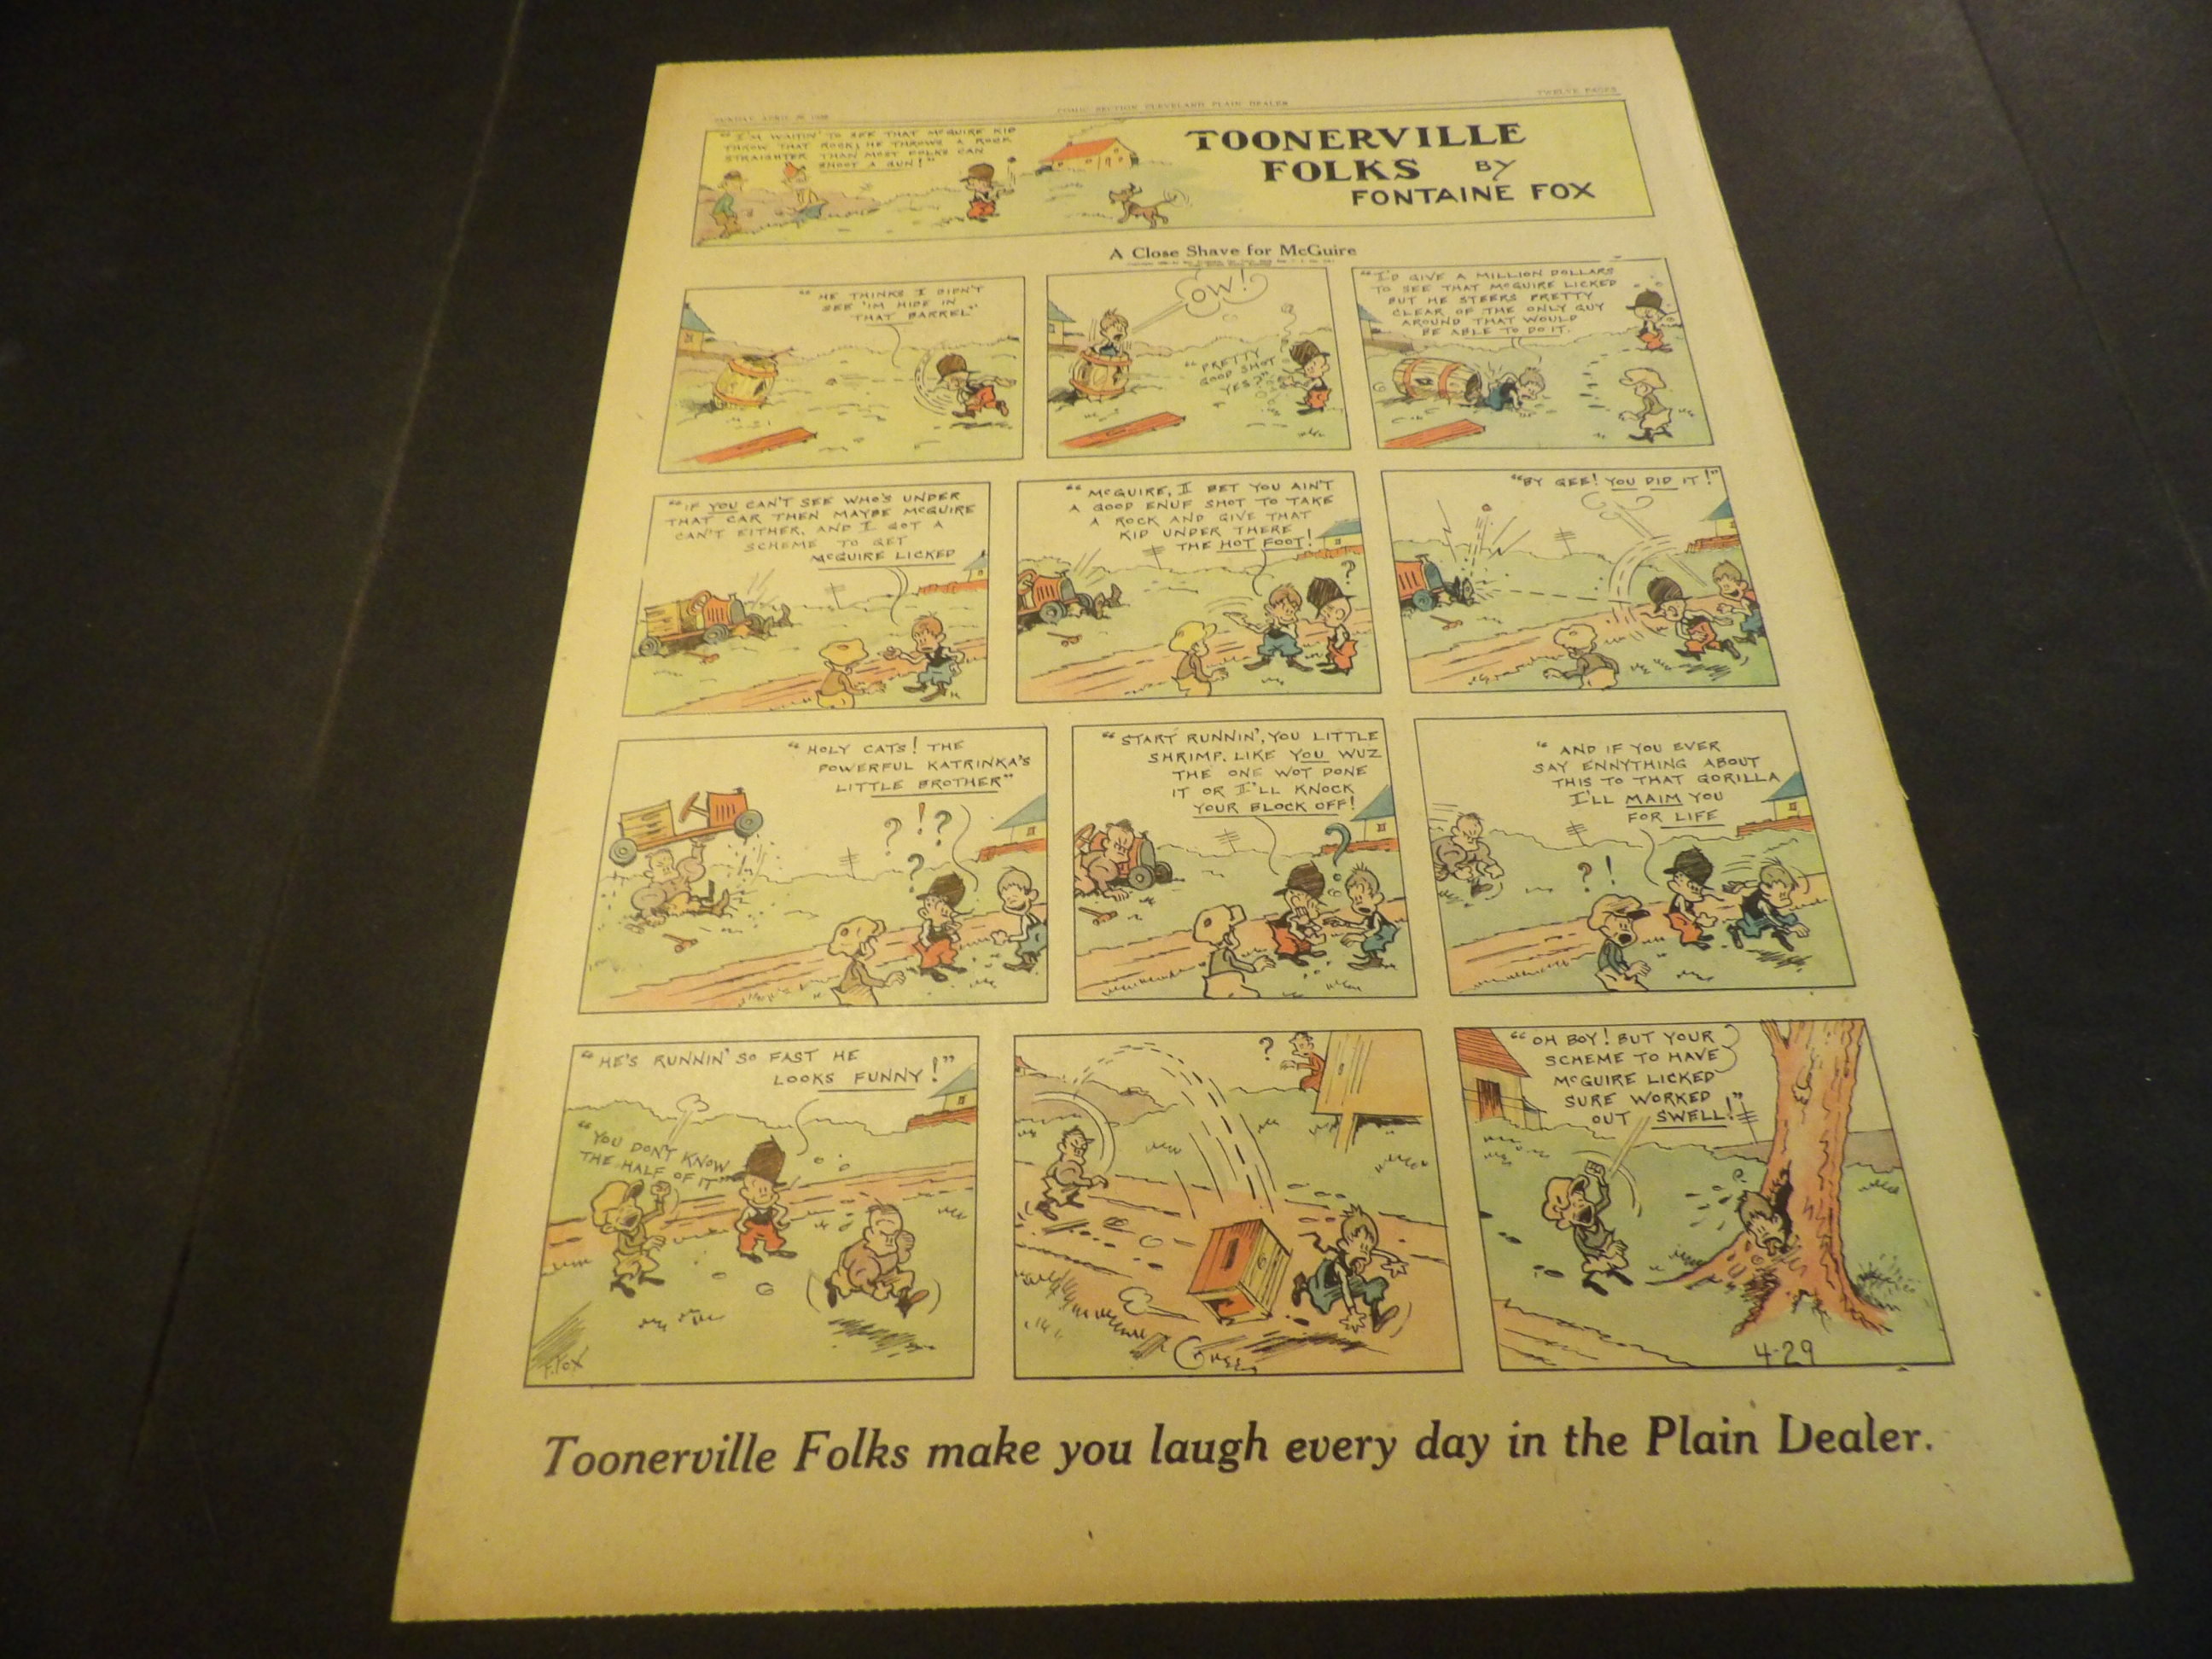 SUNDAY, APRIL
COMIC SECTION CLEVELAND PLAIN DEALER
TWELVE PAGES
"I'M WAITIN' TO SEE THAT McGUIRE KID
THROW THAT ROCK, HE THROWS A ROCK
STRAIGHTER THAN MOST FOLKS CAN
SHOOT A GUN!"
TOONERVILLE
FOLKS BY
FONTAINE FOX
A Close Shave for McGuire
"HE THINKS I DIDN'T
SEE 'IM HIDE IN
THAT BARREL"
OW!
"PRETTY
GOOD SHOT
YES?"
"I'D GIVE A MILLION DOLLARS
TO SEE THAT McGUIRE LICKED
BUT HE STEERS PRETTY
CLEAR OF THE ONLY GUY
AROUND THAT WOULD
BE ABLE TO DO IT.
"IF YOU CAN'T SEE WHO'S UNDER
THAT CAR THEN MAYBE McGUIRE
CAN'T EITHER. AND I GOT A
SCHEME TO GET
McGUIRE LICKED
"McGUIRE, I BET YOU AIN'T
A GOOD ENUF SHOT TO TAKE
A ROCK AND GIVE THAT
KID UNDER THERE
THE HOT FOOT!
?
"BY GEE! YOU DID IT!"
"HOLY CATS! THE
POWERFUL KATRINKA'S
LITTLE BROTHER"
? ! ?
?
"START RUNNIN', YOU LITTLE
SHRIMP, LIKE YOU WUZ
THE ONE WOT DONE
IT OR I'LL KNOCK
YOUR BLOCK OFF!
?
"AND IF YOU EVER
SAY ENNYTHING ABOUT
THIS TO THAT GORILLA
I'LL MAIM YOU
FOR LIFE
? !
"HE'S RUNNIN' SO FAST HE
LOOKS FUNNY!"
"YOU DON'T KNOW
THE HALF OF IT"
F. FOX
?
"OH BOY! BUT YOUR
SCHEME TO HAVE
McGUIRE LICKED
SURE WORKED
OUT SWELL!"
4-29
Toonerville Folks make you laugh every day in the Plain Dealer.